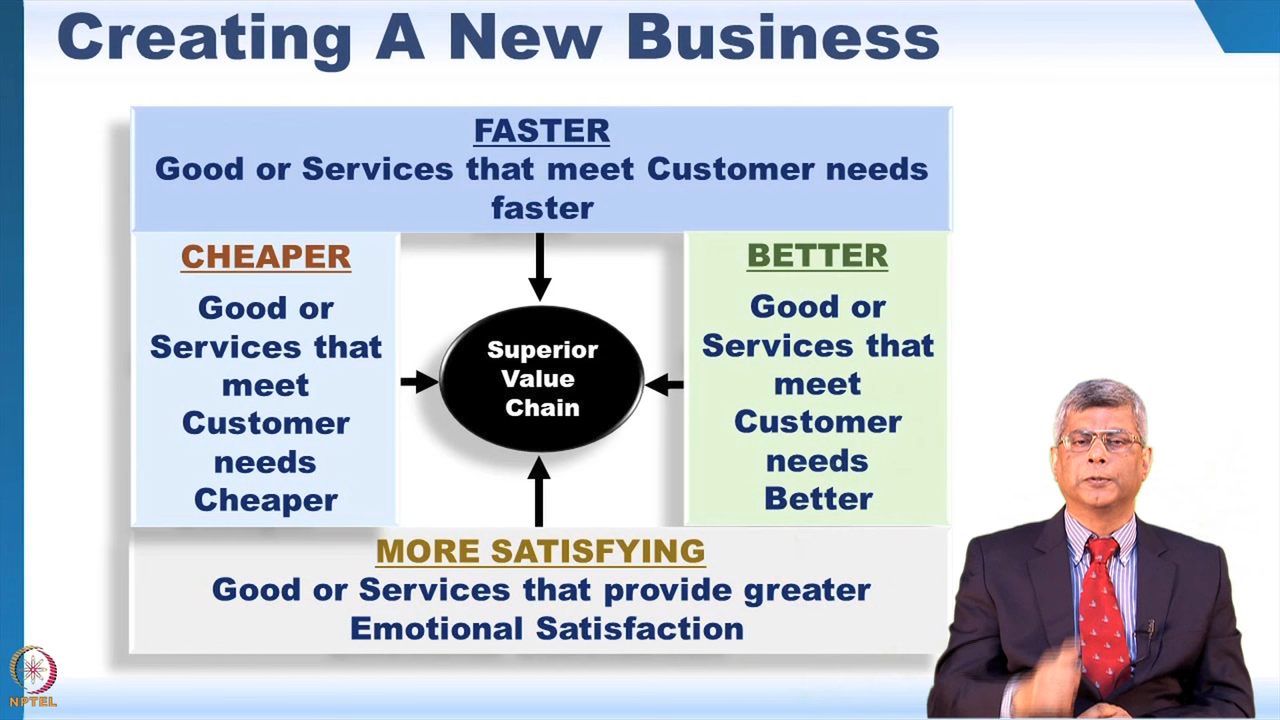 Creating A New Business
FASTER
Good or Services that meet Customer needs
faster
CHEAPER
Good or
Services that
meet
Customer
needs
Cheaper
Superior
Value
Chain
BETTER
Good or
Services that
meet
Customer
needs
Better
MORE SATISFYING
Good or Services that provide greater
Emotional Satisfaction
NPTEL